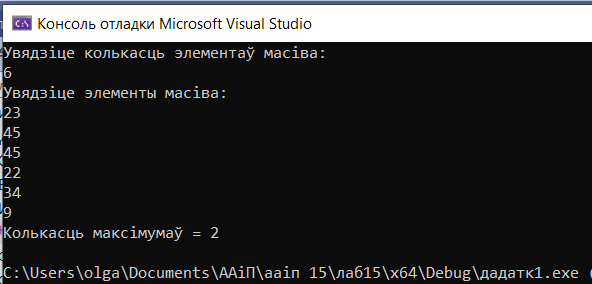 Консоль отладки Microsoft Visual Studio
Увядзіце колькасць элементаў масіва:
6
Увядзіце элементы масіва:
23
45
45
22
34
9
Колькасць максімумаў = 2
C:\Users\olga\Documents\ААіП\ааіп 15\лаб15\x64\Debug\дадатк1.exe (